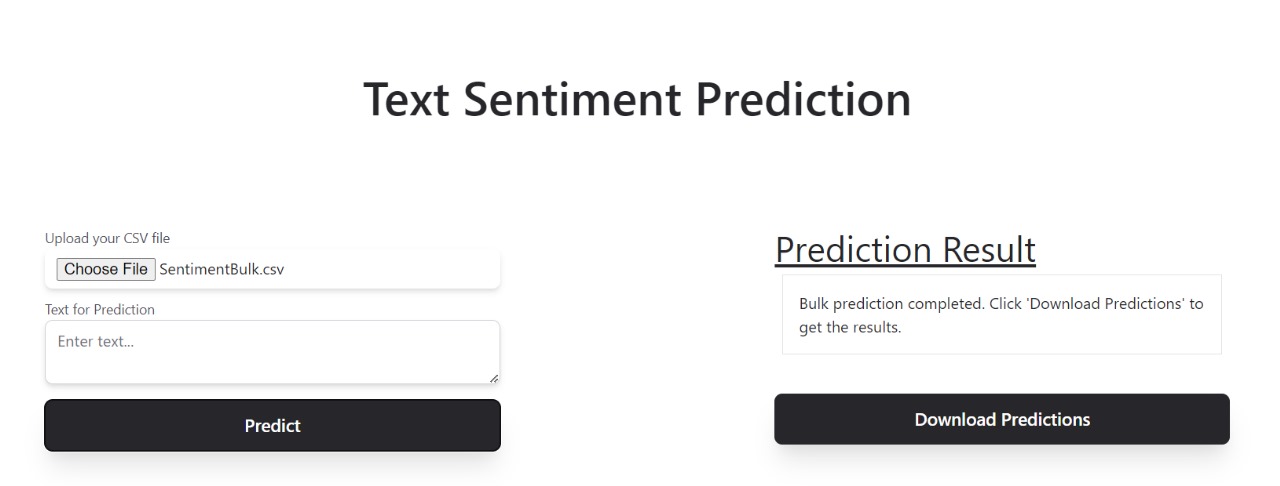 Text Sentiment Prediction
Upload your CSV file
Choose File SentimentBulk.csv
Text for Prediction
Enter text...
Predict
Prediction Result
Bulk prediction completed. Click 'Download Predictions' to
get the results.
Download Predictions